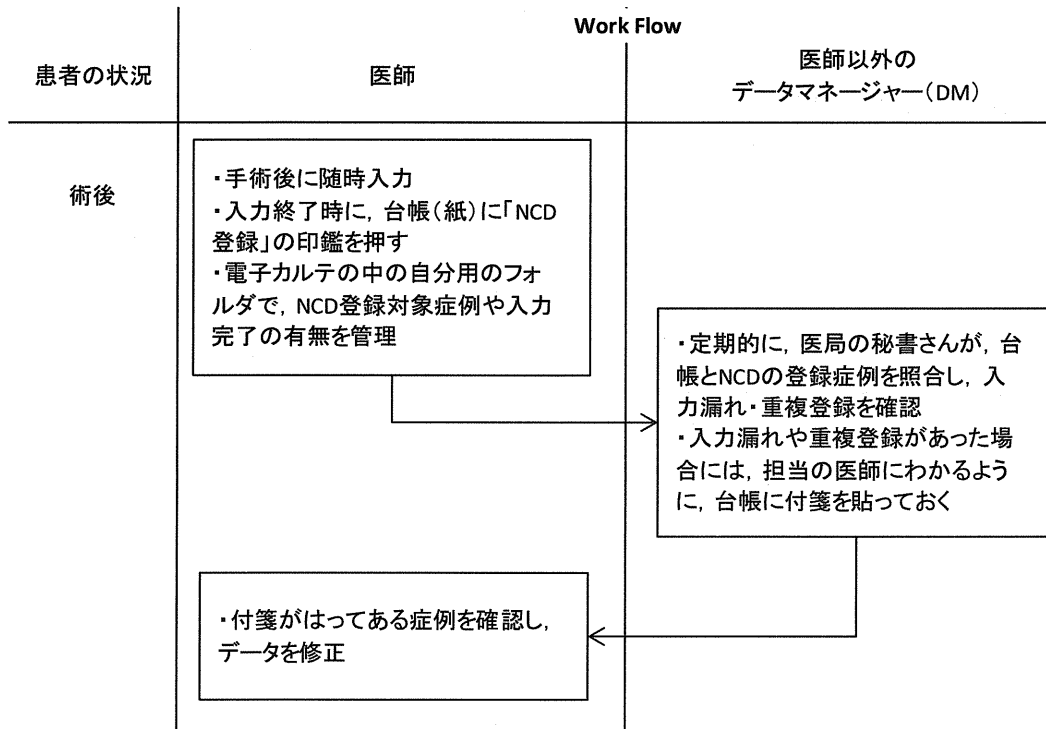 Work Flow
患者の状況
医師
医師以外の
データマネージャー(DM)
術後
・手術後に随時入力
・入力終了時に, 台帳(紙)に「NCD
登録」の印鑑を押す
・電子カルテの中の自分用のフォ
ルダで, NCD登録対象症例や入力
完了の有無を管理
・定期的に, 医局の秘書さんが, 台
帳とNCDの登録症例を照合し, 入
力漏れ・重複登録を確認
・入力漏れや重複登録があった場
合には, 担当の医師にわかるよう
に, 台帳に付箋を貼っておく
・付箋がはってある症例を確認し,
データを修正